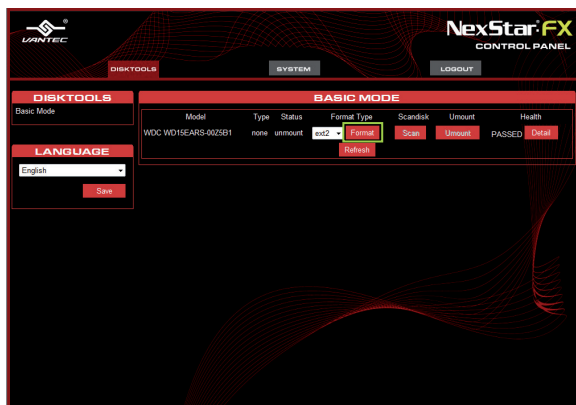 VANTEC
NexStar FX
CONTROL PANEL
DISKTOOLS SYSTEM LOGOUT
DISKTOOLS
Basic Mode
LANGUAGE
English
Save
BASIC MODE
Model Type Status Format Type Scandisk Umount Health
WDC WD15EARS-00Z5B1 none unmount ext2 Format Scan Umount PASSED Detail
Refresh